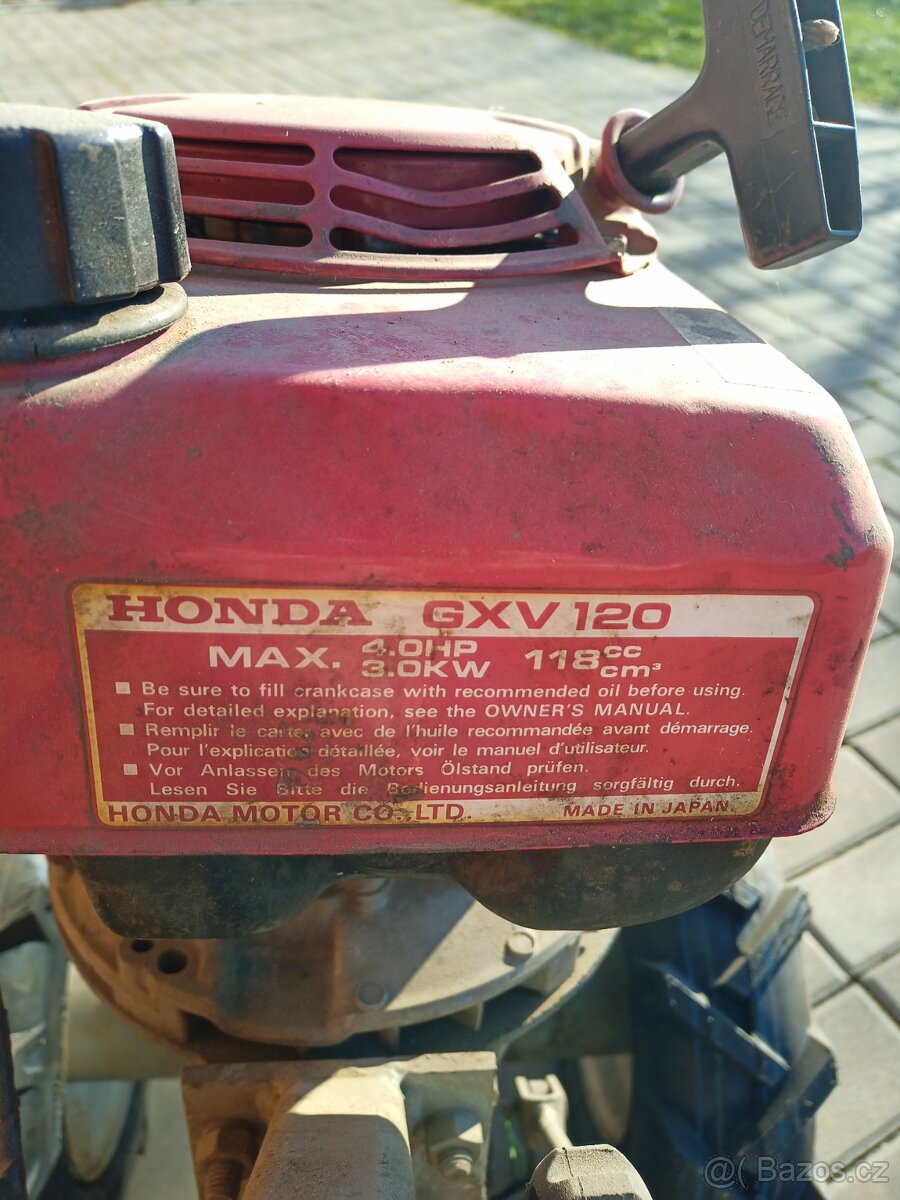 DEMARRAGE
HONDA GXV120
MAX. 4.0HP 118cc
3.0KW cm³
■ Be sure to fill crankcase with recommended oil before using.
For detailed explanation, see the OWNER'S MANUAL.
■ Remplir le carter avec de l'huile recommandée avant démarrage.
Pour l'explication détaillée, voir le manuel d'utilisateur.
■ Vor Anlassen des Motors Ölstand prüfen.
Lesen Sie Bitte die Bedienungsanleitung sorgfältig durch.
HONDA MOTOR CO., LTD. MADE IN JAPAN
@( Bazos.cz